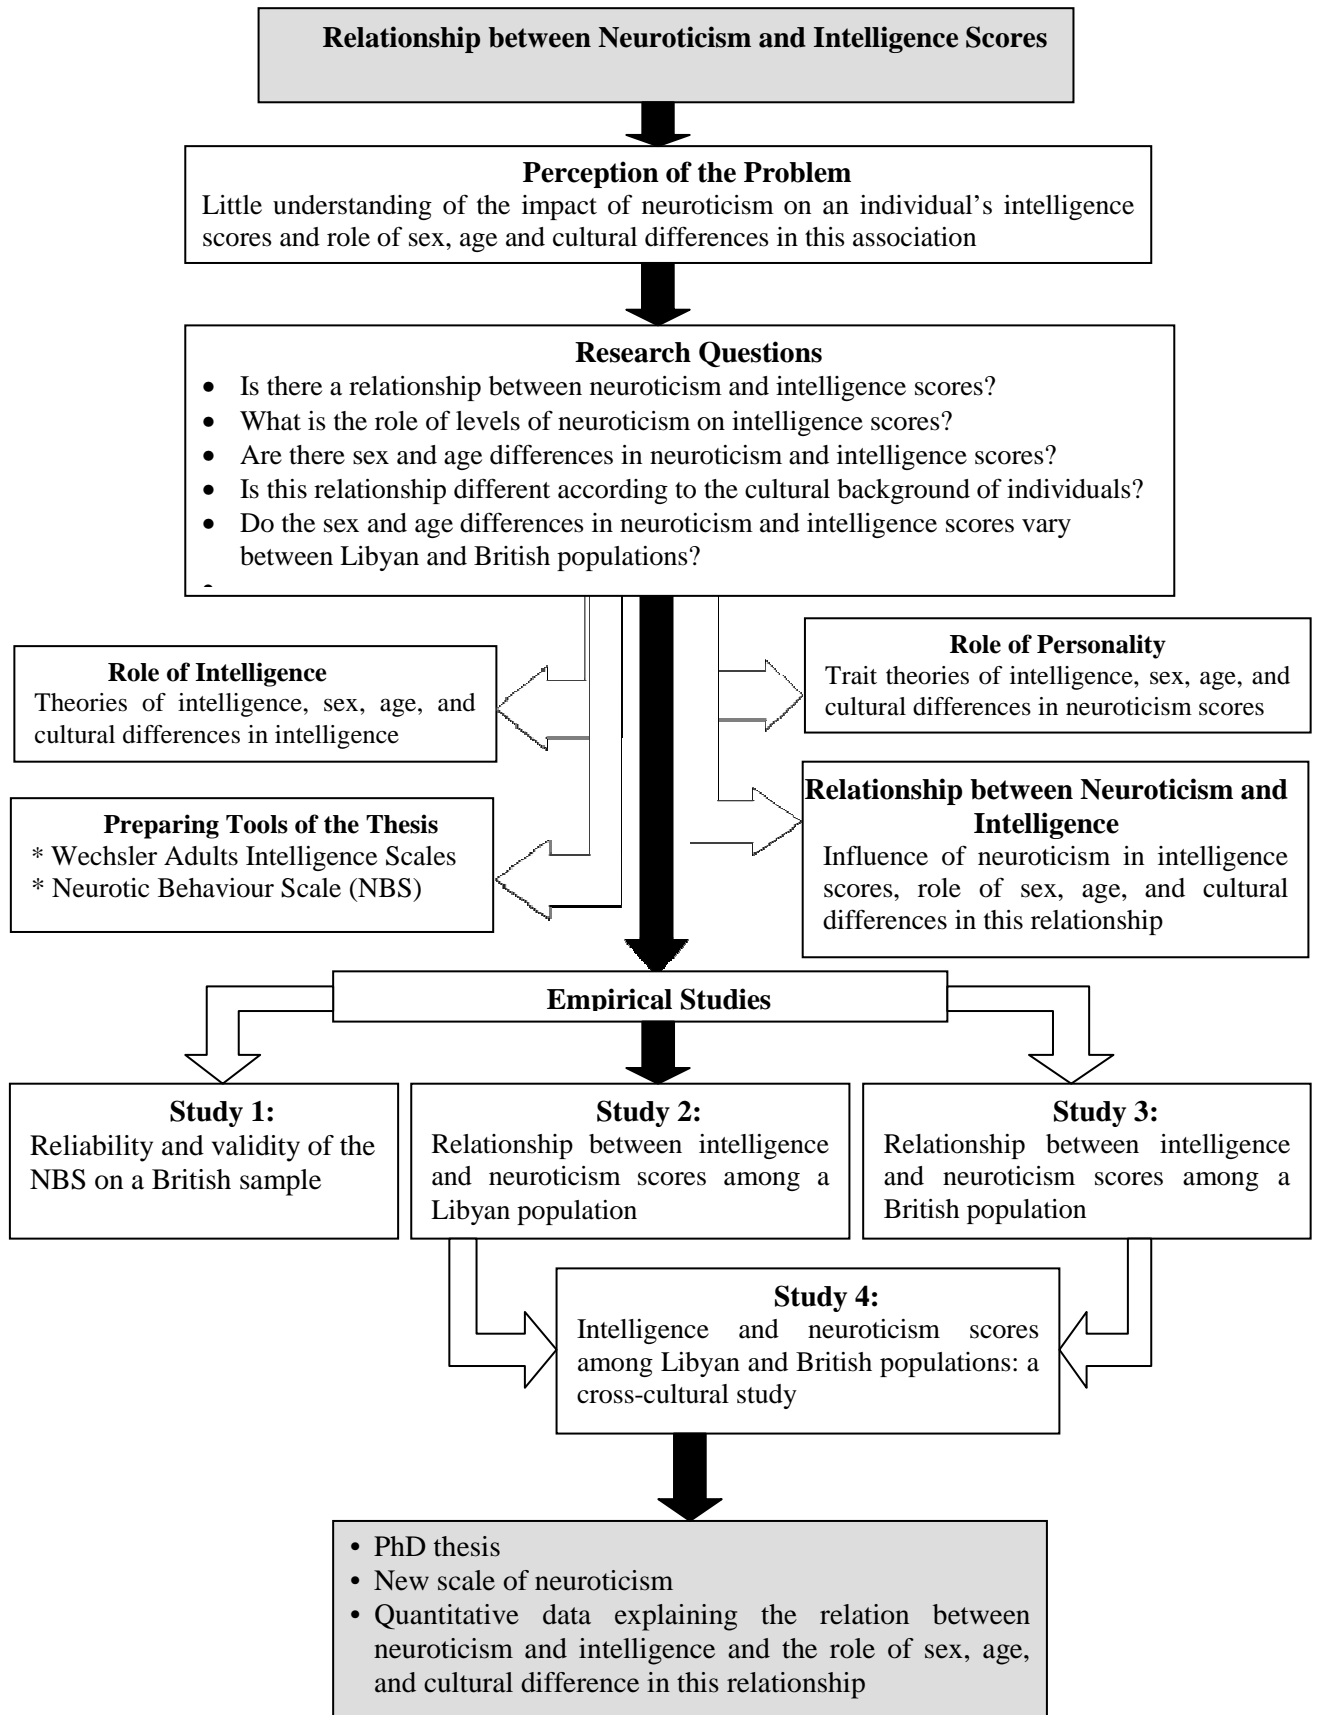 Relationship between Neuroticism and Intelligence Scores
Perception of the Problem
Little understanding of the impact of neuroticism on an individual’s intelligence
scores and role of sex, age and cultural differences in this association
Research Questions
• Is there a relationship between neuroticism and intelligence scores?
• What is the role of levels of neuroticism on intelligence scores?
• Are there sex and age differences in neuroticism and intelligence scores?
• Is this relationship different according to the cultural background of individuals?
• Do the sex and age differences in neuroticism and intelligence scores vary
between Libyan and British populations?
•
Role of Intelligence
Theories of intelligence, sex, age, and
cultural differences in intelligence
Role of Personality
Trait theories of intelligence, sex, age, and
cultural differences in neuroticism scores
Preparing Tools of the Thesis
* Wechsler Adults Intelligence Scales
* Neurotic Behaviour Scale (NBS)
Relationship between Neuroticism and
Intelligence
Influence of neuroticism in intelligence
scores, role of sex, age, and cultural
differences in this relationship
Empirical Studies
Study 1:
Reliability and validity of the
NBS on a British sample
Study 2:
Relationship between intelligence
and neuroticism scores among a
Libyan population
Study 3:
Relationship between intelligence
and neuroticism scores among a
British population
Study 4:
Intelligence and neuroticism scores
among Libyan and British populations: a
cross-cultural study
• PhD thesis
• New scale of neuroticism
• Quantitative data explaining the relation between
neuroticism and intelligence and the role of sex, age,
and cultural difference in this relationship